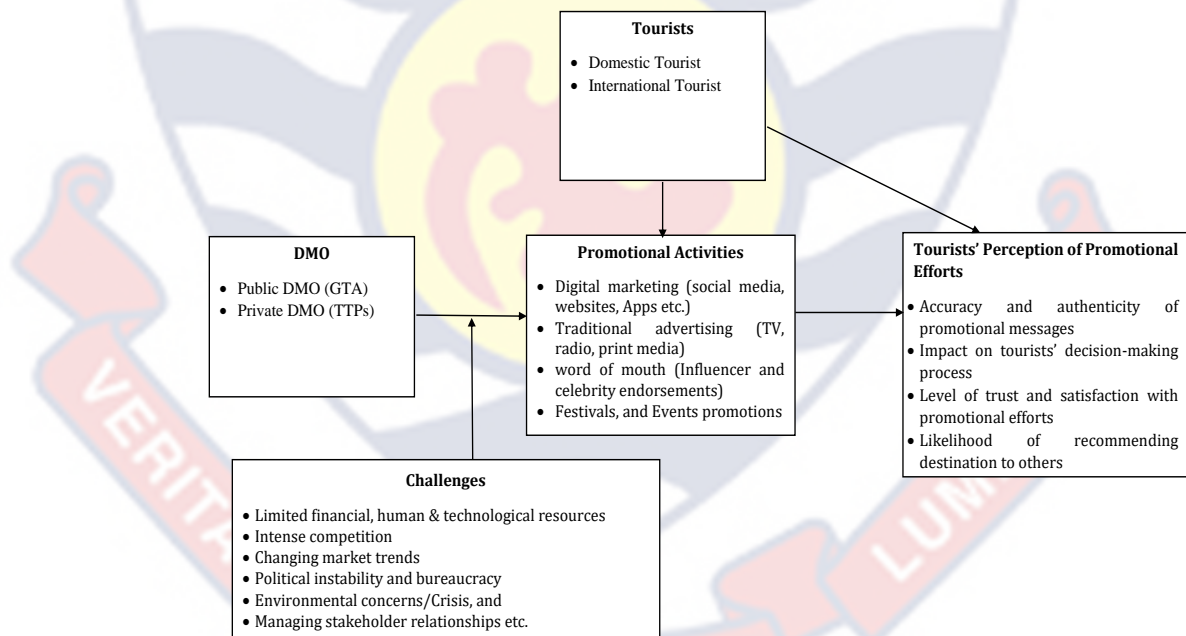 Tourists
• Domestic Tourist
• International Tourist
DMO
• Public DMO (GTA)
• Private DMO (TTPs)
Promotional Activities
• Digital marketing (social media,
websites, Apps etc.)
• Traditional advertising (TV,
radio, print media)
• word of mouth (Influencer and
celebrity endorsements)
• Festivals, and Events promotions
Tourists' Perception of Promotional
Efforts
• Accuracy and authenticity of
promotional messages
• Impact on tourists' decision-making
process
• Level of trust and satisfaction with
promotional efforts
• Likelihood of recommending
destination to others
Challenges
• Limited financial, human & technological resources
• Intense competition
• Changing market trends
• Political instability and bureaucracy
• Environmental concerns/Crisis, and
• Managing stakeholder relationships etc.
VERITA
LUM